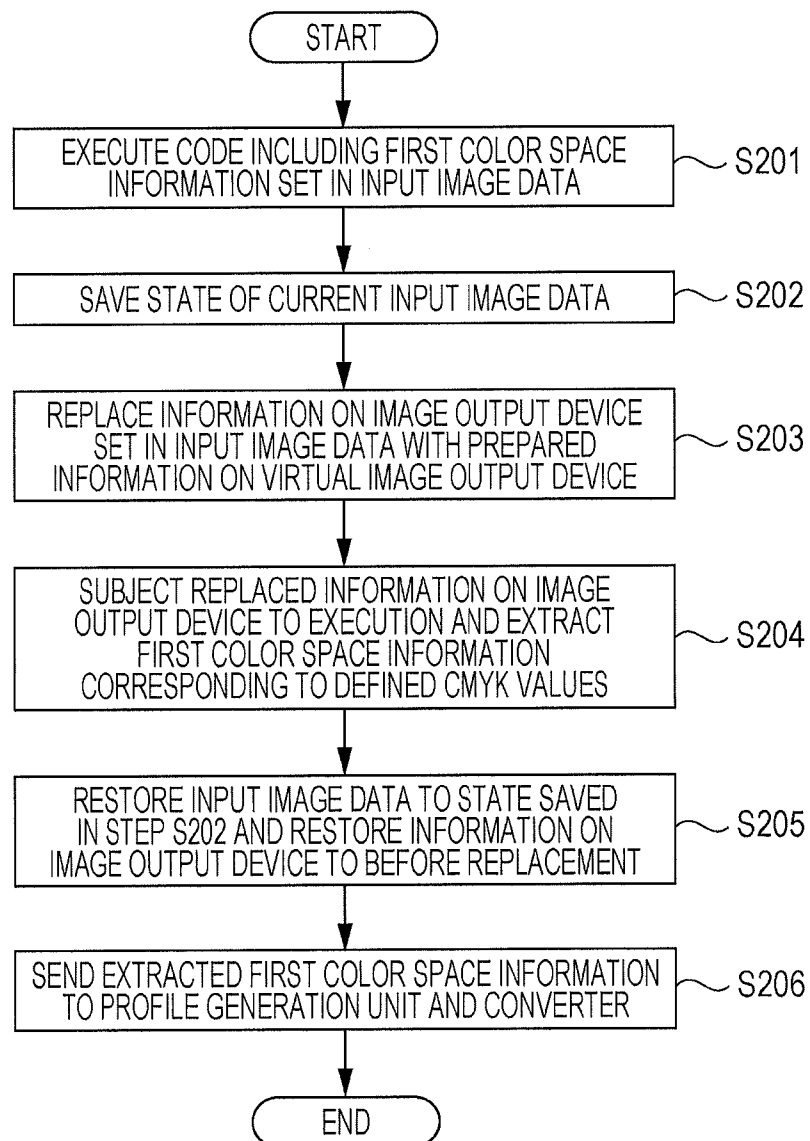 START
EXECUTE CODE INCLUDING FIRST COLOR SPACE
INFORMATION SET IN INPUT IMAGE DATA
S201
SAVE STATE OF CURRENT INPUT IMAGE DATA
S202
REPLACE INFORMATION ON IMAGE OUTPUT DEVICE
SET IN INPUT IMAGE DATA WITH PREPARED
INFORMATION ON VIRTUAL IMAGE OUTPUT DEVICE
S203
SUBJECT REPLACED INFORMATION ON IMAGE
OUTPUT DEVICE TO EXECUTION AND EXTRACT
FIRST COLOR SPACE INFORMATION
CORRESPONDING TO DEFINED CMYK VALUES
S204
RESTORE INPUT IMAGE DATA TO STATE SAVED
IN STEP S202 AND RESTORE INFORMATION ON
IMAGE OUTPUT DEVICE TO BEFORE REPLACEMENT
S205
SEND EXTRACTED FIRST COLOR SPACE INFORMATION
TO PROFILE GENERATION UNIT AND CONVERTER
S206
END